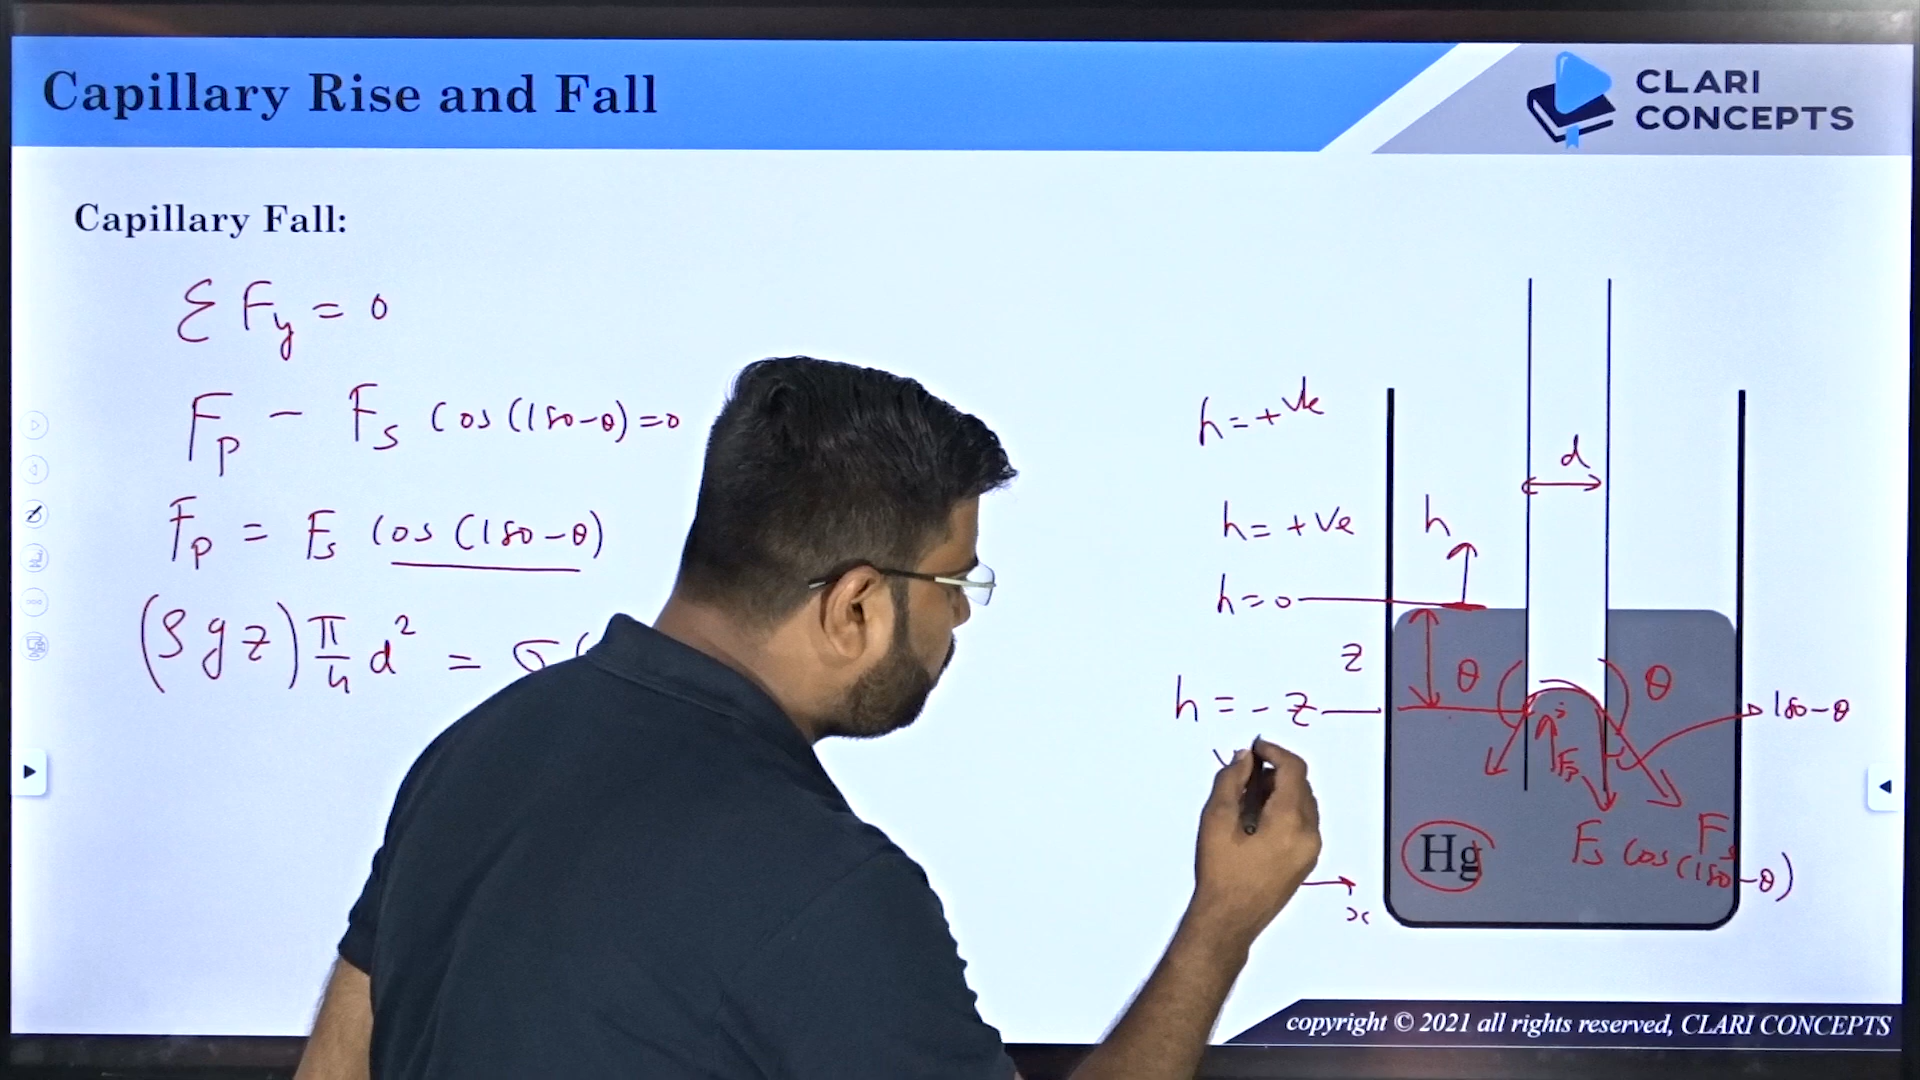 Capillary Rise and Fall
CLARI
CONCEPTS
Capillary Fall:
Σ Fy = 0
Fp - Fs cos(180-θ)=0
Fp = Fs cos(180-θ)
(ρgz) π/4 d² = σ(
h=+ve
h=+ve
h=0
h=-z
h
d
z
θ
θ
180-θ
Fp
Fs
Fs cos(180-θ)
Hg
x
copyright © 2021 all rights reserved, CLARI CONCEPTS